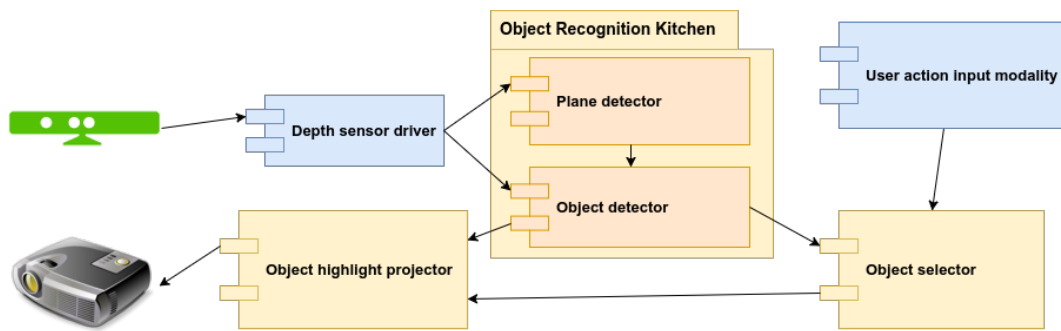 Object Recognition Kitchen
Plane detector
User action input modality
Depth sensor driver
Object detector
Object highlight projector
Object selector